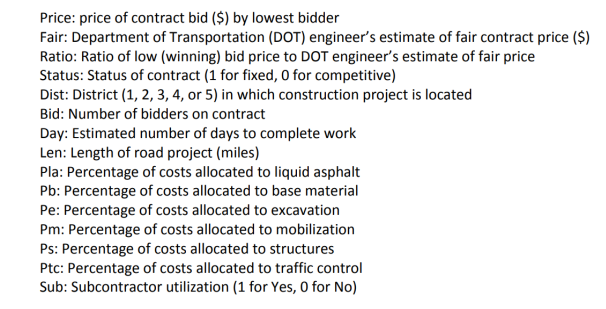 Price: price of contract bid ($) by lowest bidder
Fair: Department of Transportation (DOT) engineer’s estimate of fair contract price ($)
Ratio: Ratio of low (winning) bid price to DOT engineer’s estimate of fair price
Status: Status of contract (1 for fixed, 0 for competitive)
Dist: District (1, 2, 3, 4, or 5) in which construction project is located
Bid: Number of bidders on contract
Day: Estimated number of days to complete work
Len: Length of road project (miles)
Pla: Percentage of costs allocated to liquid asphalt
Pb: Percentage of costs allocated to base material
Pe: Percentage of costs allocated to excavation
Pm: Percentage of costs allocated to mobilization
Ps: Percentage of costs allocated to structures
Ptc: Percentage of costs allocated to traffic control
Sub: Subcontractor utilization (1 for Yes, 0 for No)